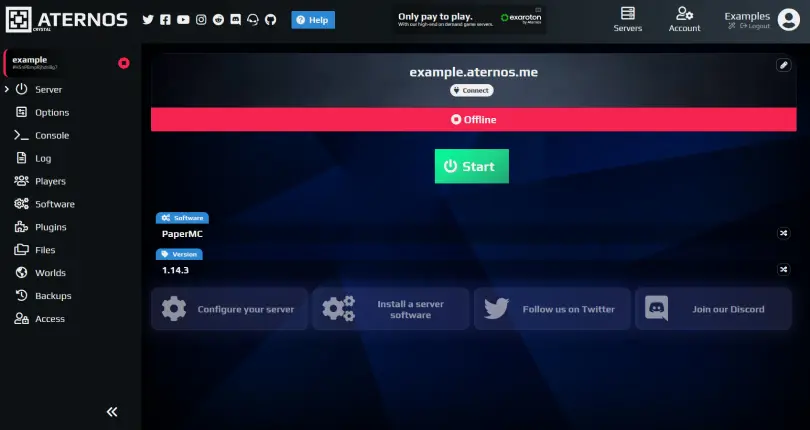 ATERNOS
CRYSTAL
Help
Only pay to play.
With our high-end on demand game servers.
exaroton
by Aternos
Servers
Account
Examples
Logout
example
Server
Options
Console
Log
Players
Software
Plugins
Files
Worlds
Backups
Access
example.aternos.me
Connect
Offline
Start
Software
PaperMC
Version
1.14.3
Configure your server
Install a server
software
Follow us on Twitter
Join our Discord